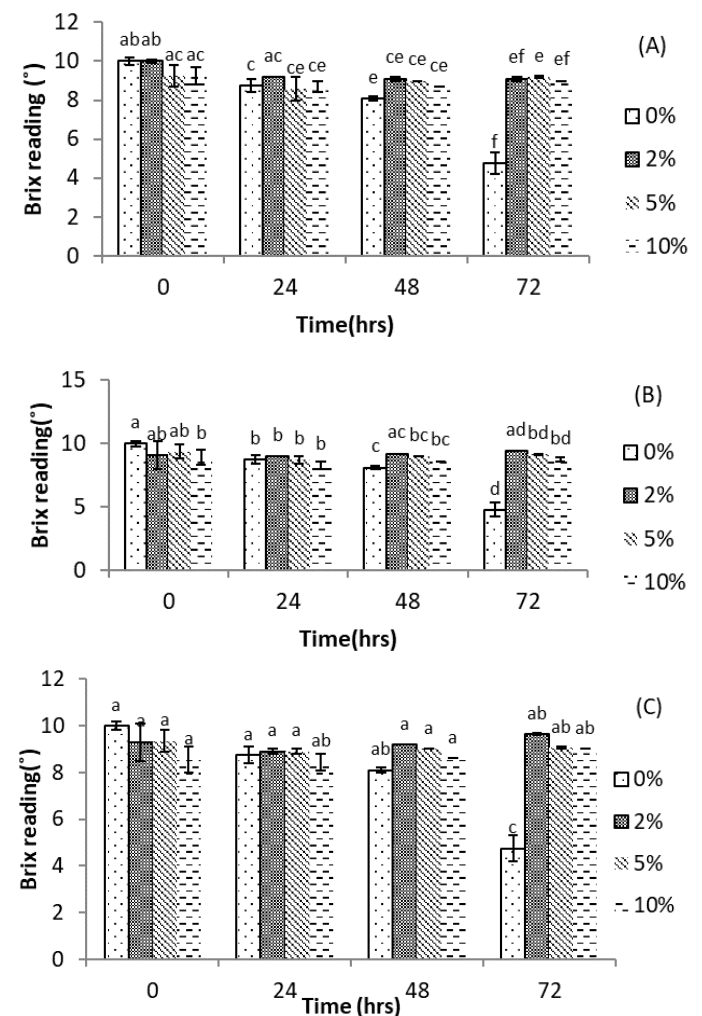 12
10
8
6
4
2
0
Brix reading (°)
ab ab ac ac
c ac ce ce
e ce ce ce
f ef e ef
0 24 48 72
Time(hrs)
(A)
0%
2%
5%
10%
15
10
5
0
Brix reading(°)
a ab ab b
b b b b
c ac bc bc
d ad bd bd
0 24 48 72
Time(hrs)
(B)
0%
2%
5%
10%
12
10
8
6
4
2
0
Brix reading(°)
a a a a
a a a ab
ab a a a
c ab ab ab
0 24 48 72
Time (hrs)
(C)
0%
2%
5%
10%